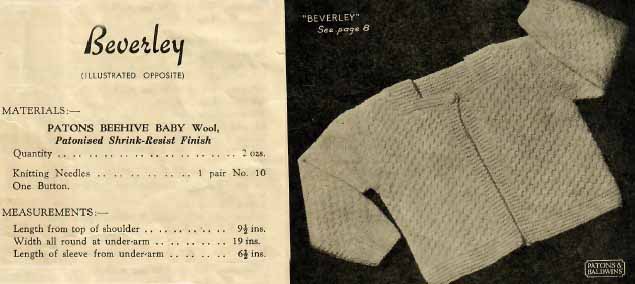 Beverley
(ILLUSTRATED OPPOSITE)
MATERIALS:—
PATONS BEEHIVE BABY Wool,
Patonised Shrink-Resist Finish
Quantity .. .. .. .. .. .. .. .. .. .. .. .. .. .. 2 ozs.
Knitting Needles .. .. .. .. .. .. .. 1 pair No. 10
One Button.
MEASUREMENTS:—
Length from top of shoulder .. .. .. .. .. 9½ ins.
Width all round at under-arm .. .. .. .. 19 ins.
Length of sleeve from under-arm .. .. .. 6½ ins.
"BEVERLEY"
See page 8
PATONS &
BALDWINS